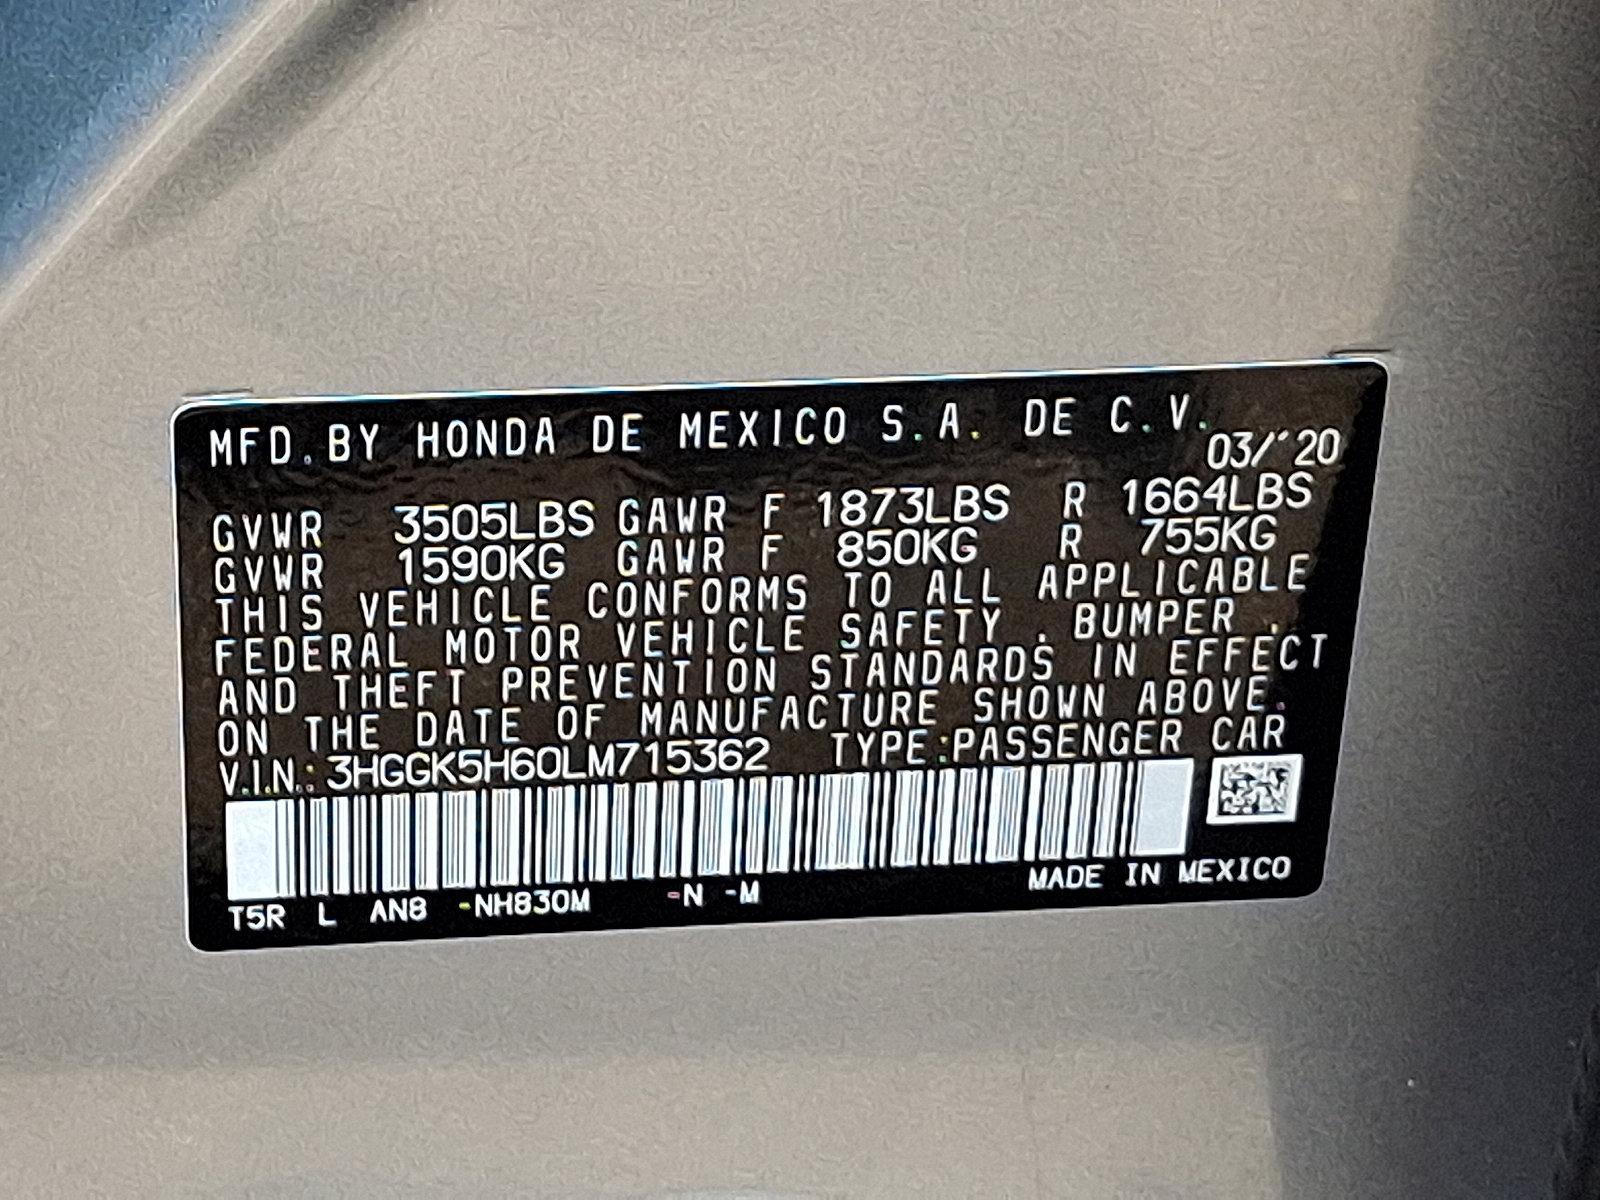 MFD.BY HONDA DE MEXICO S.A. DE C.V.
03/'20
GVWR 3505LBS GAWR F 1873LBS R 1664LBS
GVWR 1590KG GAWR F 850KG R 755KG
THIS VEHICLE CONFORMS TO ALL APPLICABLE
FEDERAL MOTOR VEHICLE SAFETY , BUMPER ,
AND THEFT PREVENTION STANDARDS IN EFFECT
ON THE DATE OF MANUFACTURE SHOWN ABOVE.
V.I.N.: 3HGGK5H60LM715362 TYPE:PASSENGER CAR
T5R L AN8 -NH830M -N -M MADE IN MEXICO